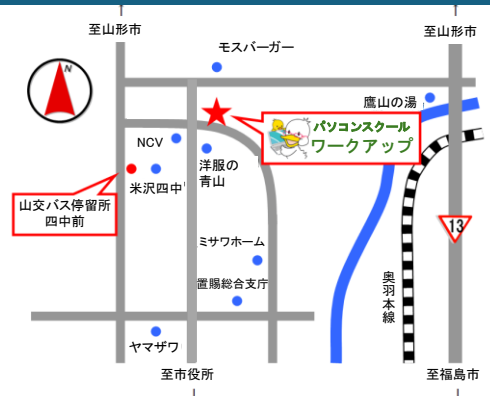 至山形市
至山形市
モスバーガー
N
鷹山の湯
パソコンスクール
ワークアップ
NCV
洋服の
青山
米沢四中
山交バス停留所
四中前
13
ミサワホーム
置賜総合支庁
奥羽本線
ヤマザワ
至市役所
至福島市